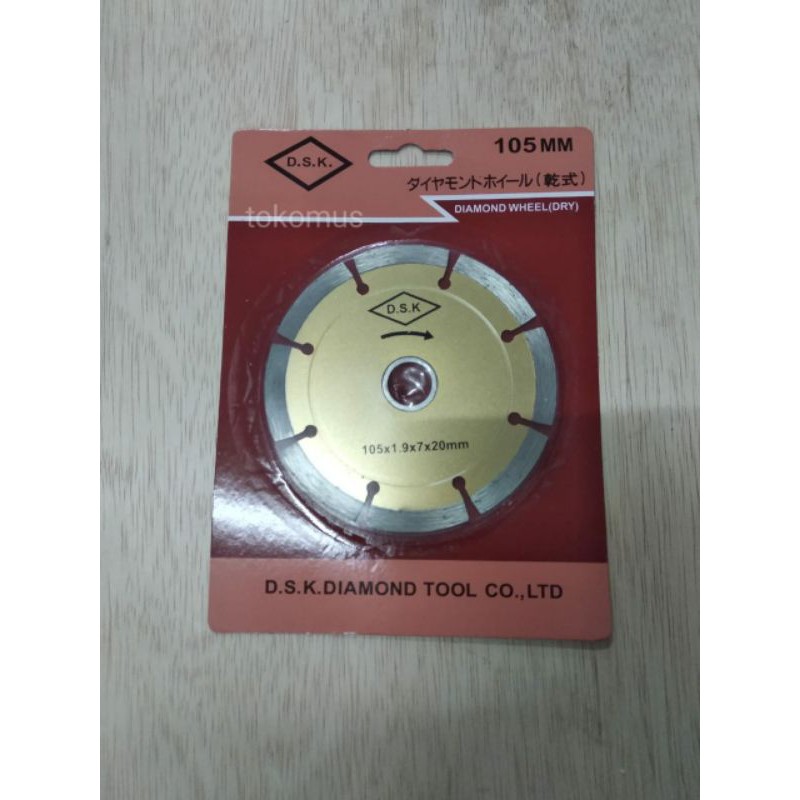 D.S.K.
105MM
ダイヤモンドホイール(乾式)
DIAMOND WHEEL(DRY)
tokomus
D.S.K
105x1.9x7x20mm
D.S.K.DIAMOND TOOL CO.,LTD